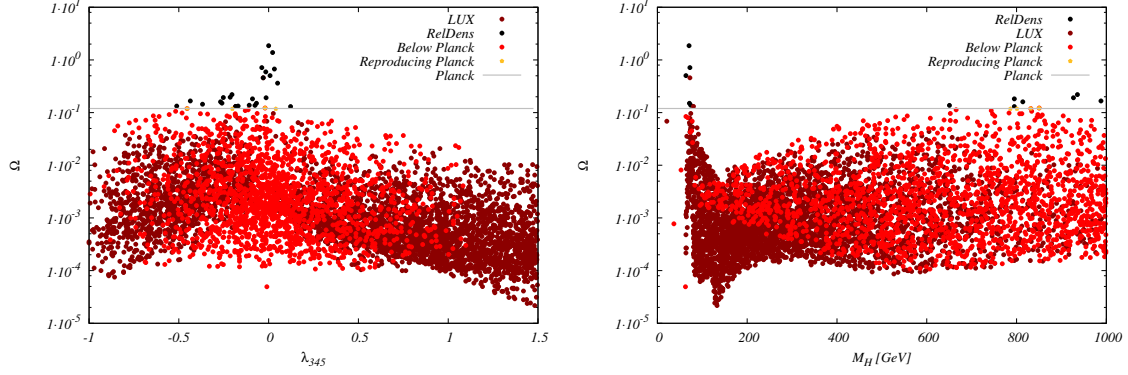 LUX
RelDens
Below Planck
Reproducing Planck
Planck
1·10¹
1·10⁰
1·10⁻¹
1·10⁻²
1·10⁻³
1·10⁻⁴
1·10⁻⁵
Ω
-1 -0.5 0 0.5 1 1.5
λ₃₄₅
RelDens
LUX
Below Planck
Reproducing Planck
Planck
1·10¹
1·10⁰
1·10⁻¹
1·10⁻²
1·10⁻³
1·10⁻⁴
1·10⁻⁵
Ω
0 200 400 600 800 1000
M_H [GeV]